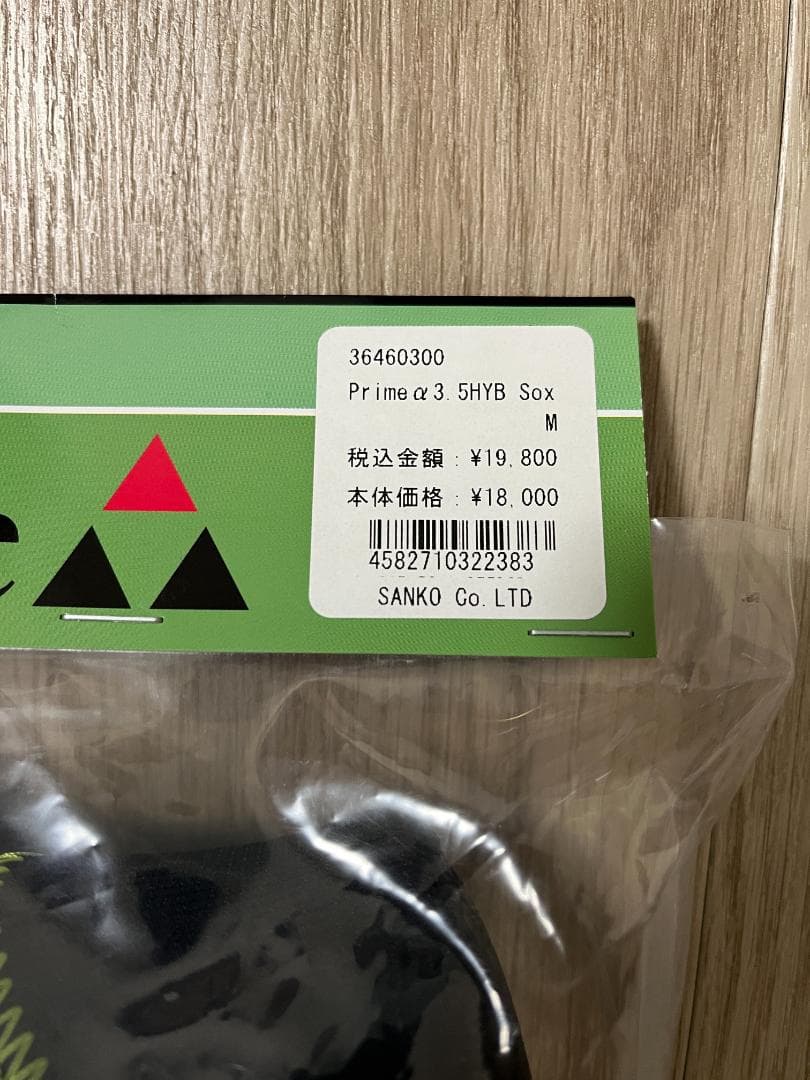 36460300
Primeα3.5HYB Sox
M
税込金額：¥19,800
本体価格：¥18,000
4582710322383
SANKO Co.LTD